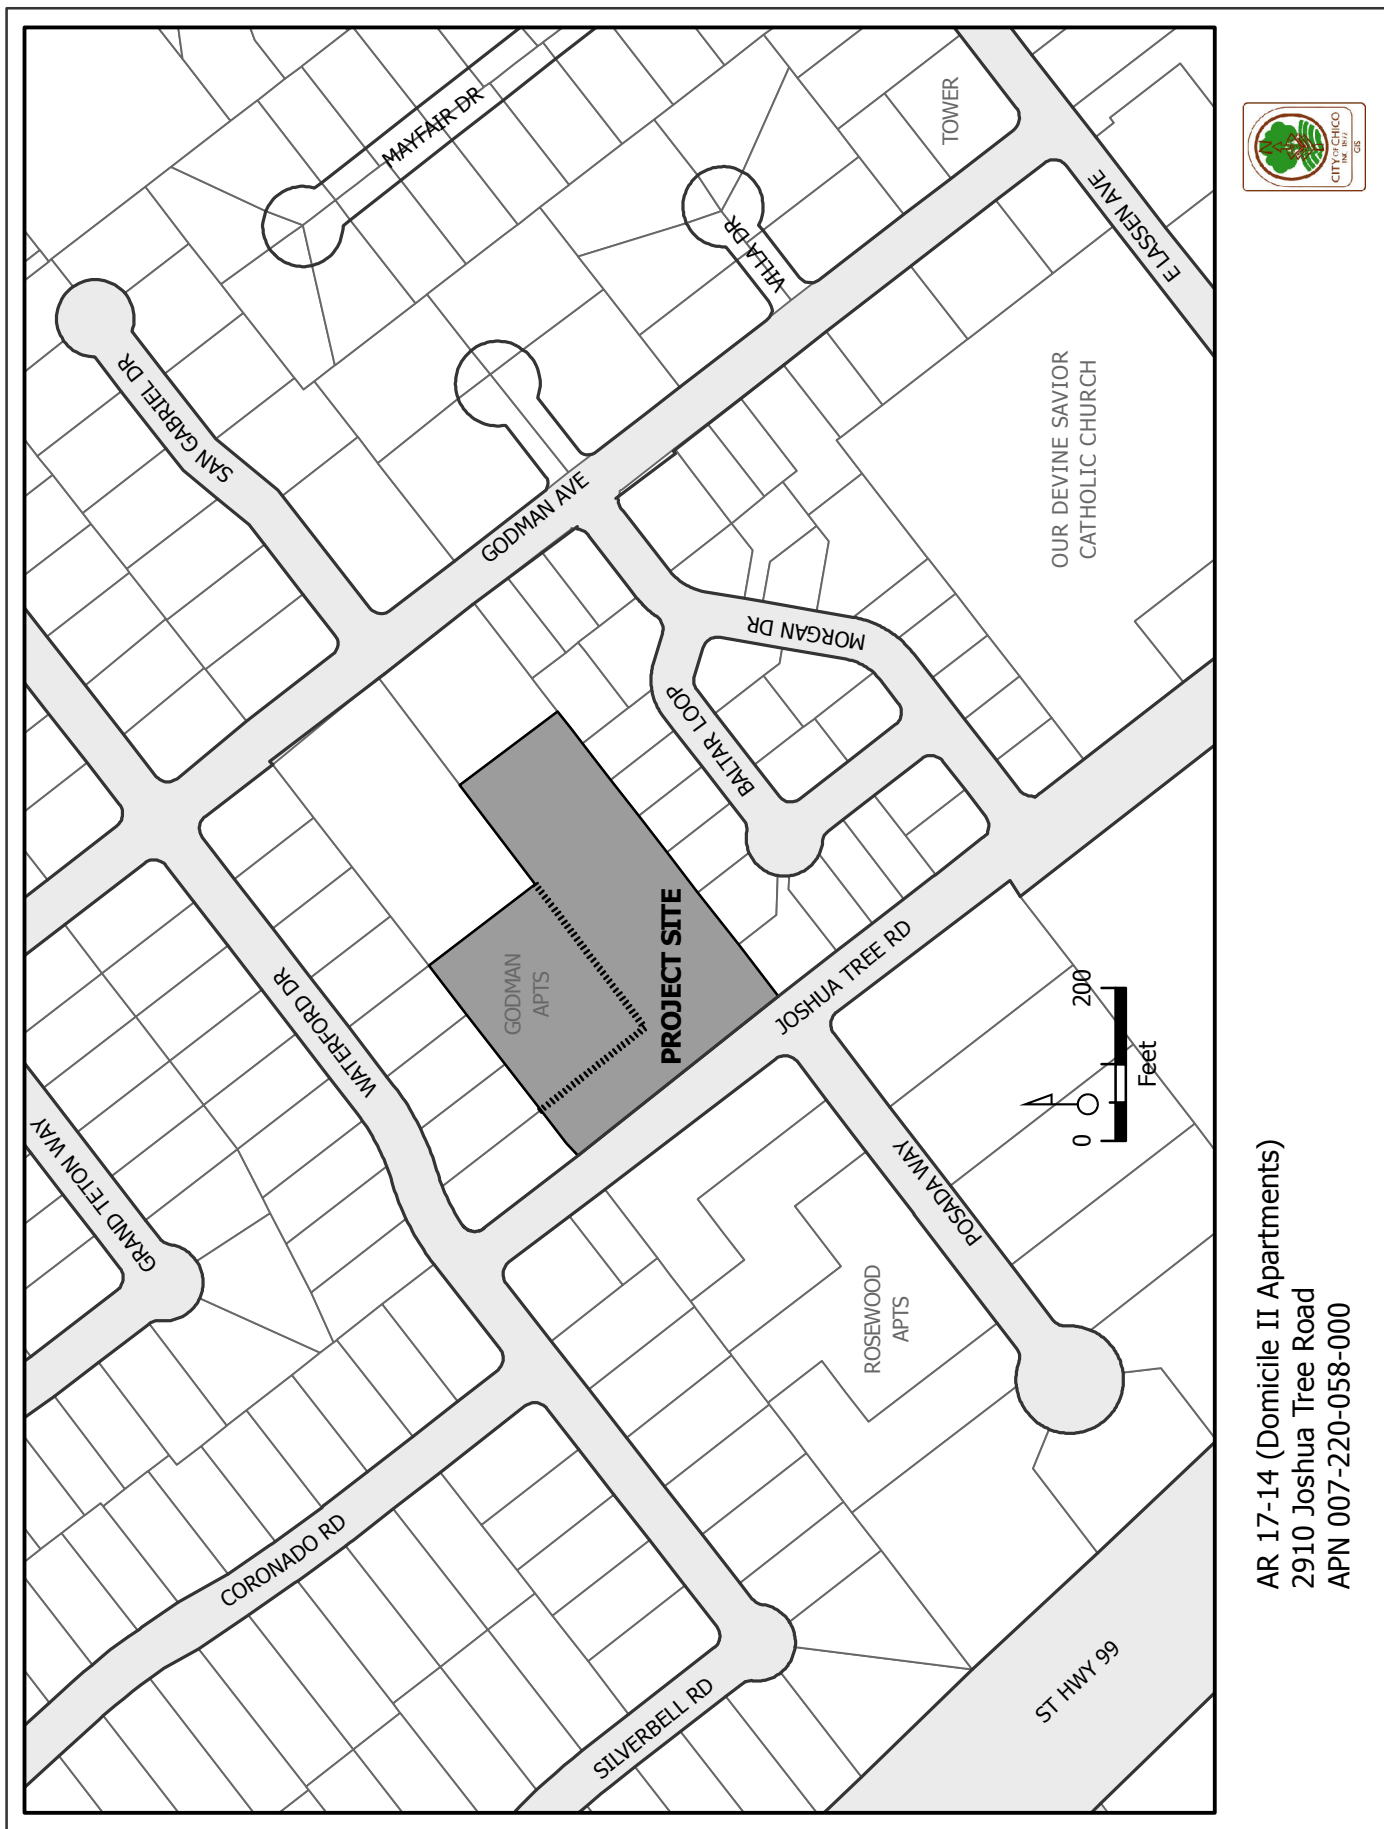 MAYFAIR DR
TOWER
VILLA DR
E LASSEN AVE
SAN GABRIEL DR
GODMAN AVE
OUR DEVINE SAVIOR
CATHOLIC CHURCH
MORGAN DR
BALTAR LOOP
GODMAN
APTS
PROJECT SITE
WATERFORD DR
JOSHUA TREE RD
GRAND TETON WAY
POSADA WAY
ROSEWOOD
APTS
CORONADO RD
SILVERBELL RD
ST HWY 99
0
200
Feet
AR 17-14 (Domicile II Apartments)
2910 Joshua Tree Road
APN 007-220-058-000
N
CITY OF CHICO
INC 1872
GIS